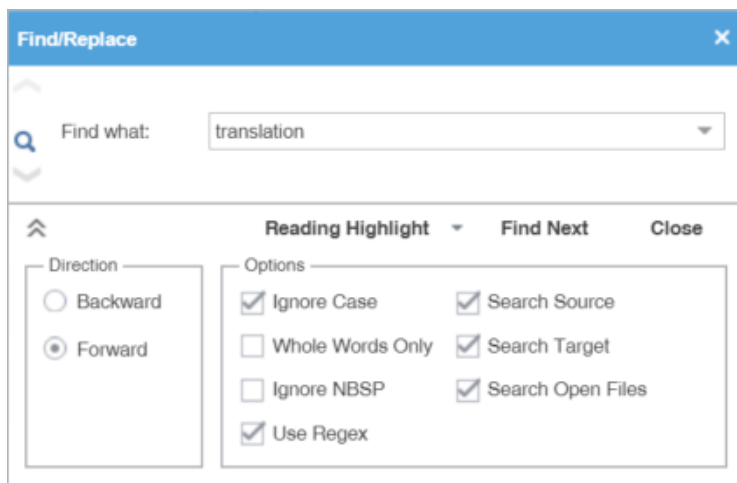 Find/Replace
Find what: translation
Reading Highlight Find Next Close
Direction
Backward
Forward
Options
Ignore Case Search Source
Whole Words Only Search Target
Ignore NBSP Search Open Files
Use Regex